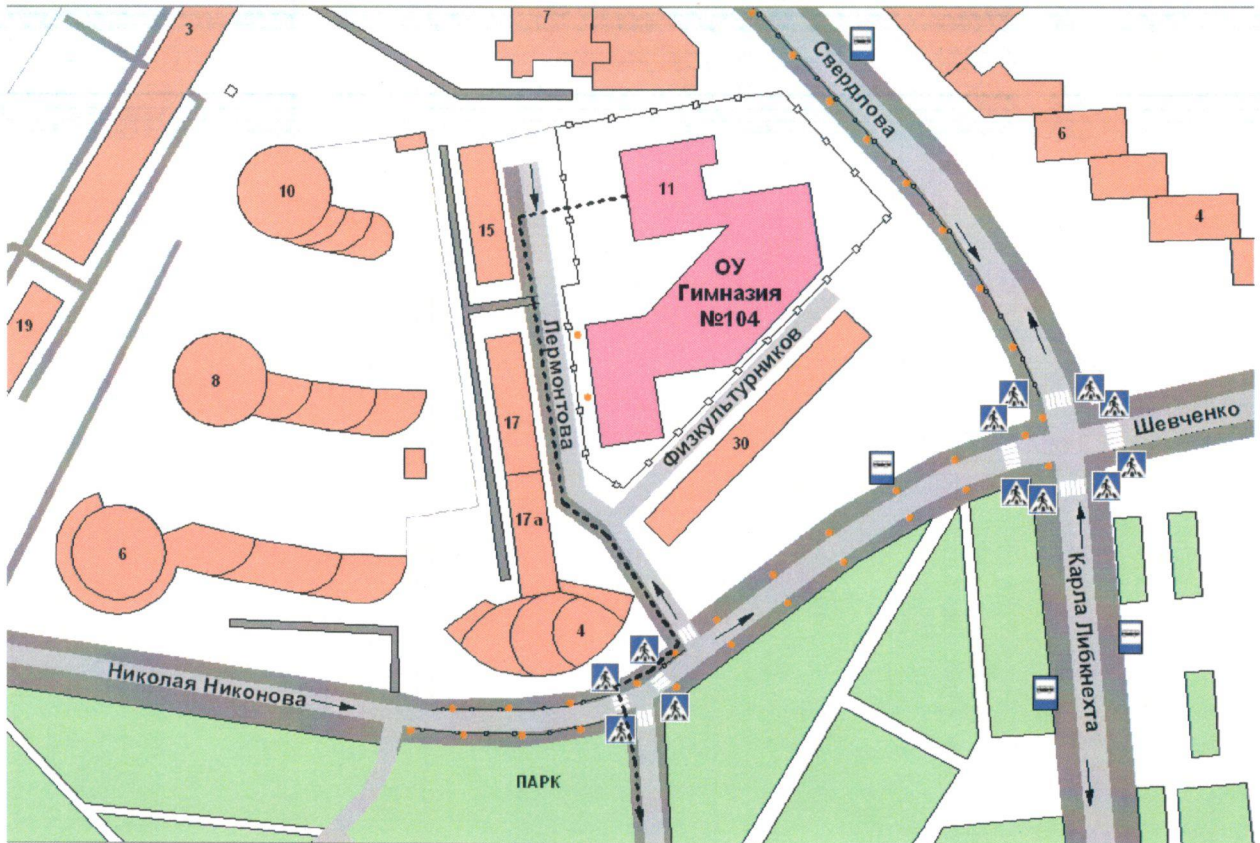 3
7
Свердлова
6
10
11
4
15
ОУ
Гимназия
№104
19
Лермонтова
8
Физкультурников
17
30
Шевченко
17а
6
4
Карла Либкнехта
Николая Никонова
ПАРК